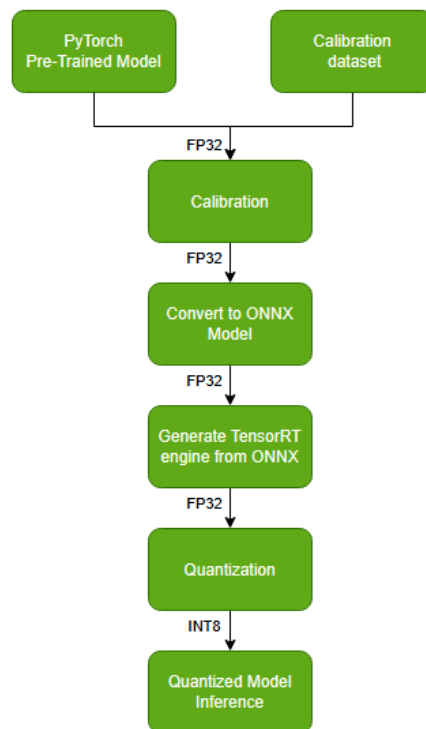 PyTorch
Pre-Trained Model
Calibration
dataset
FP32
Calibration
FP32
Convert to ONNX
Model
FP32
Generate TensorRT
engine from ONNX
FP32
Quantization
INT8
Quantized Model
Inference